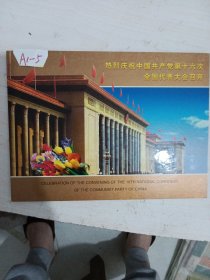 A1-5
热烈庆祝中国共产党第十六次
全国代表大会召开
CELEBRATION OF THE CONVENING OF THE 16TH NATIONAL CONGRESS
OF THE COMMUNIST PARTY OF CHINA